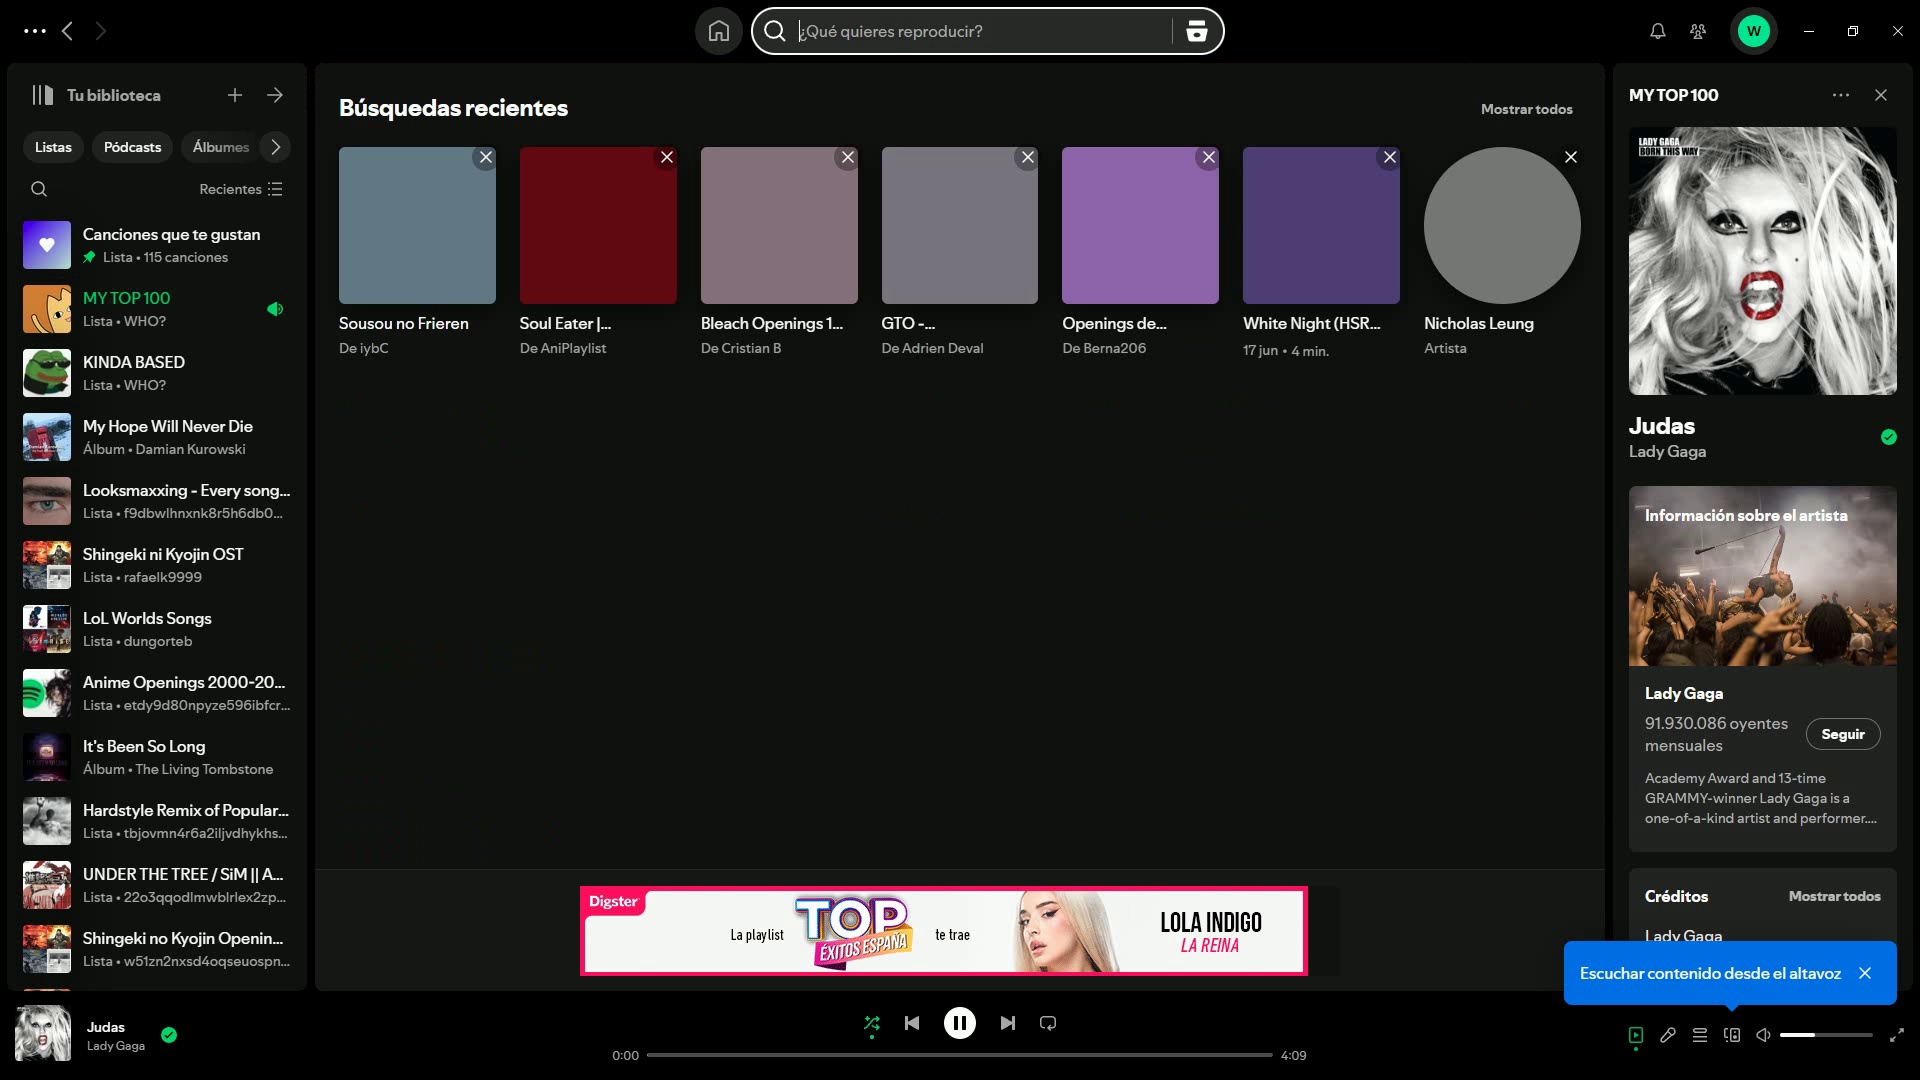 ¿Qué quieres reproducir?
W
Tu biblioteca
Listas
Pódcasts
Álbumes
Recientes
Canciones que te gustan
Lista • 115 canciones
MY TOP 100
Lista • WHO?
KINDA BASED
Lista • WHO?
My Hope Will Never Die
Álbum • Damian Kurowski
Looksmaxxing - Every song...
Lista • f9dbwlhnxnk8r5h6db0...
Shingeki ni Kyojin OST
Lista • rafaelk9999
LoL Worlds Songs
Lista • dungorteb
Anime Openings 2000-20...
Lista • etdy9d80npyze596ibfcr...
It's Been So Long
Álbum • The Living Tombstone
Hardstyle Remix of Popular...
Lista • tbjovmn4r6a2iljvdhykhs...
UNDER THE TREE / SiM || A...
Lista • 22o3qqodlmwblrlex2zp...
Shingeki no Kyojin Openin...
Lista • w51zn2nxsd4oqseuospn...
Búsquedas recientes
Mostrar todos
Sousou no Frieren
De iybC
Soul Eater |...
De AniPlaylist
Bleach Openings 1...
De Cristian B
GTO -...
De Adrien Deval
Openings de...
De Berna206
White Night (HSR...
17 jun • 4 min.
Nicholas Leung
Artista
Digster
La playlist
TOP
ÉXITOS ESPAÑA
te trae
LOLA INDIGO
LA REINA
MY TOP 100
LADY GAGA
BORN THIS WAY
Judas
Lady Gaga
Información sobre el artista
Lady Gaga
91.930.086 oyentes
mensuales
Seguir
Academy Award and 13-time
GRAMMY-winner Lady Gaga is a
one-of-a-kind artist and performer....
Créditos
Mostrar todos
Lady Gaga
Escuchar contenido desde el altavoz
Judas
Lady Gaga
0:00
4:09